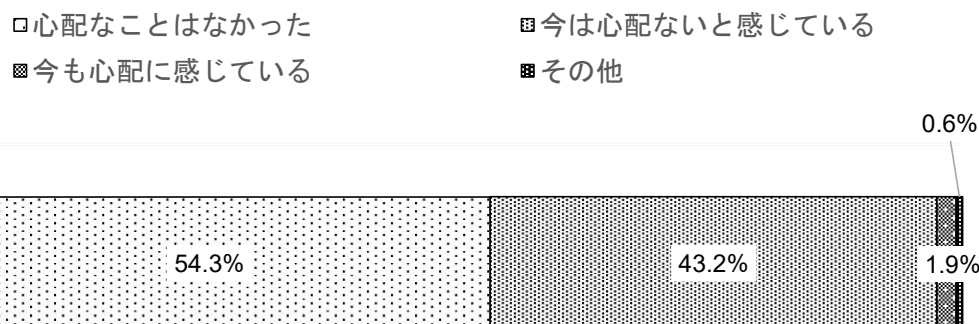 心配なことはなかった 今は心配ないと感じている
今も心配に感じている その他
0.6%
54.3% 43.2% 1.9%